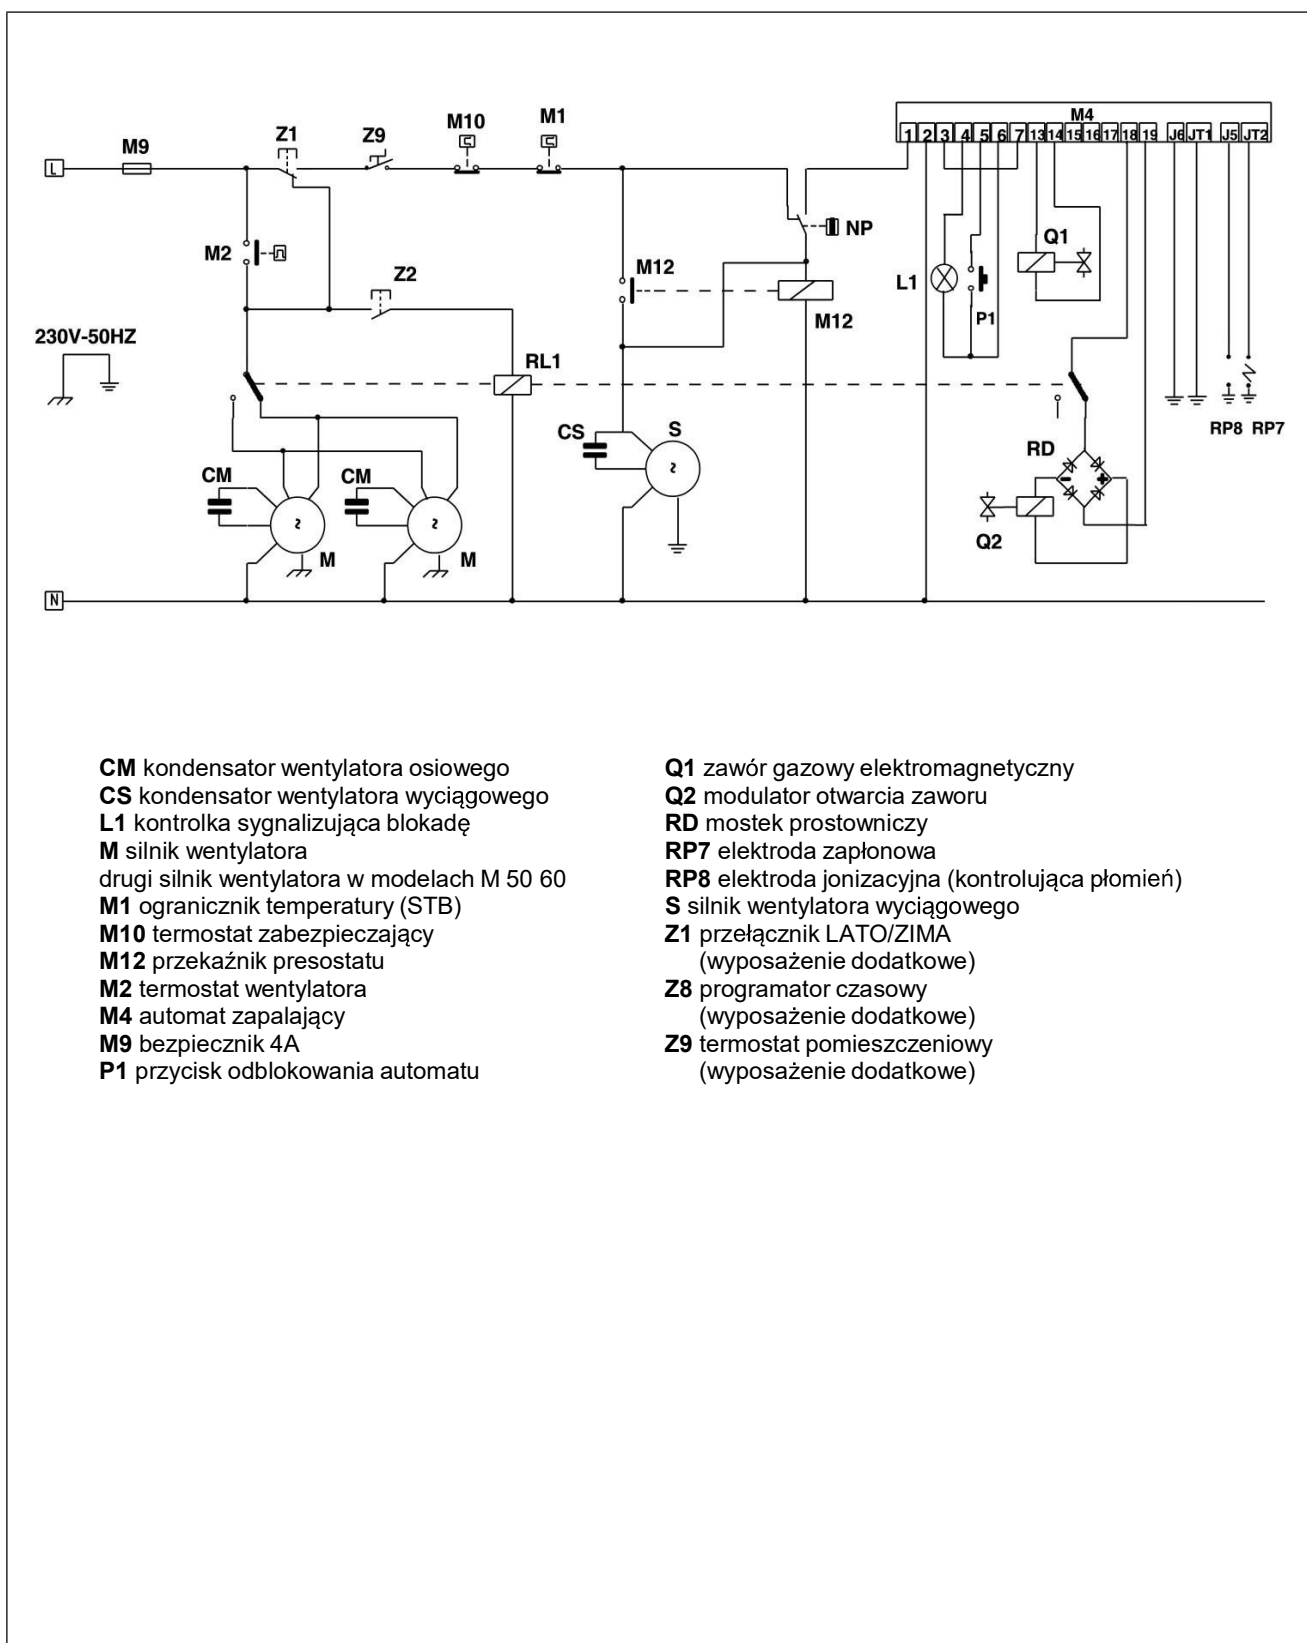 M9
Z1
Z9
M10
M1
M4
1 2 3 4 5 6 7 13 14 15 16 17 18 19 J6 JT1 J5 JT2
L
NP
M2
Z2
M12
M12
L1
P1
Q1
230V-50HZ
RL1
RP8 RP7
CS
S
RD
CM
CM
Q2
M
M
N
CM kondensator wentylatora osiowego
CS kondensator wentylatora wyciągowego
L1 kontrolka sygnalizująca blokadę
M silnik wentylatora
drugi silnik wentylatora w modelach M 50 60
M1 ogranicznik temperatury (STB)
M10 termostat zabezpieczający
M12 przekaźnik presostatu
M2 termostat wentylatora
M4 automat zapalający
M9 bezpiecznik 4A
P1 przycisk odblokowania automatu
Q1 zawór gazowy elektromagnetyczny
Q2 modulator otwarcia zaworu
RD mostek prostowniczy
RP7 elektroda zapłonowa
RP8 elektroda jonizacyjna (kontrolująca płomień)
S silnik wentylatora wyciągowego
Z1 przełącznik LATO/ZIMA
(wyposażenie dodatkowe)
Z8 programator czasowy
(wyposażenie dodatkowe)
Z9 termostat pomieszczeniowy
(wyposażenie dodatkowe)